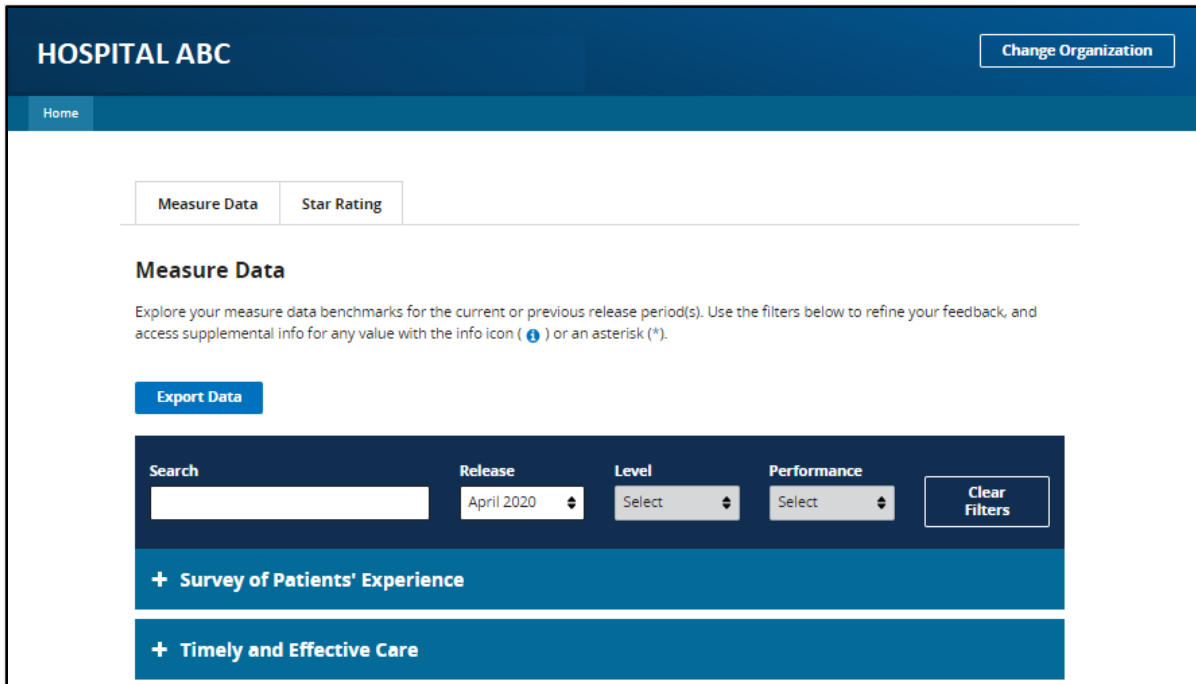 HOSPITAL ABC
Change Organization
Home
Measure Data
Star Rating
Measure Data
Explore your measure data benchmarks for the current or previous release period(s). Use the filters below to refine your feedback, and
access supplemental info for any value with the info icon ( i ) or an asterisk (*).
Export Data
Search
Release
Level
Performance
April 2020
Select
Select
Clear
Filters
+ Survey of Patients' Experience
+ Timely and Effective Care